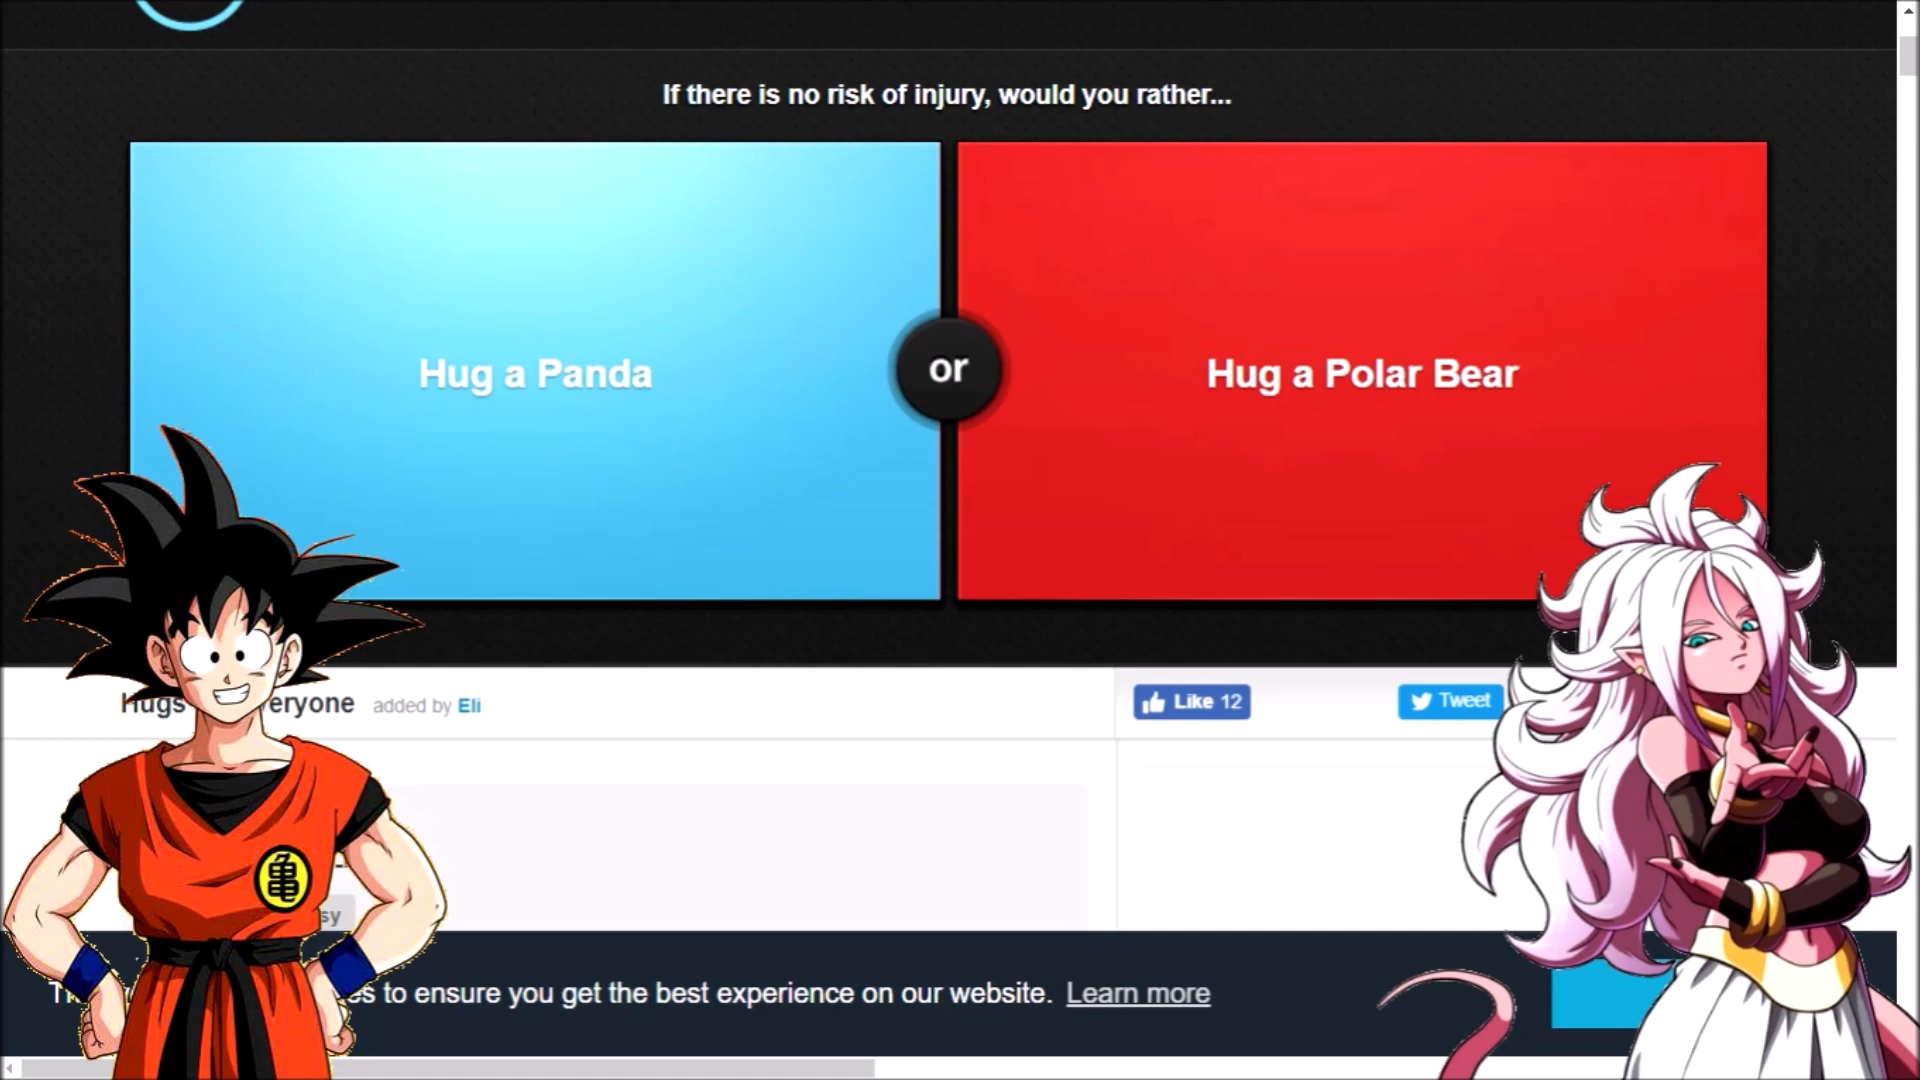 If there is no risk of injury, would you rather...
Hug a Panda
or
Hug a Polar Bear
Hugs
eryone
added by Eli
Like 12
Tweet
亀
sy
es to ensure you get the best experience on our website. Learn more